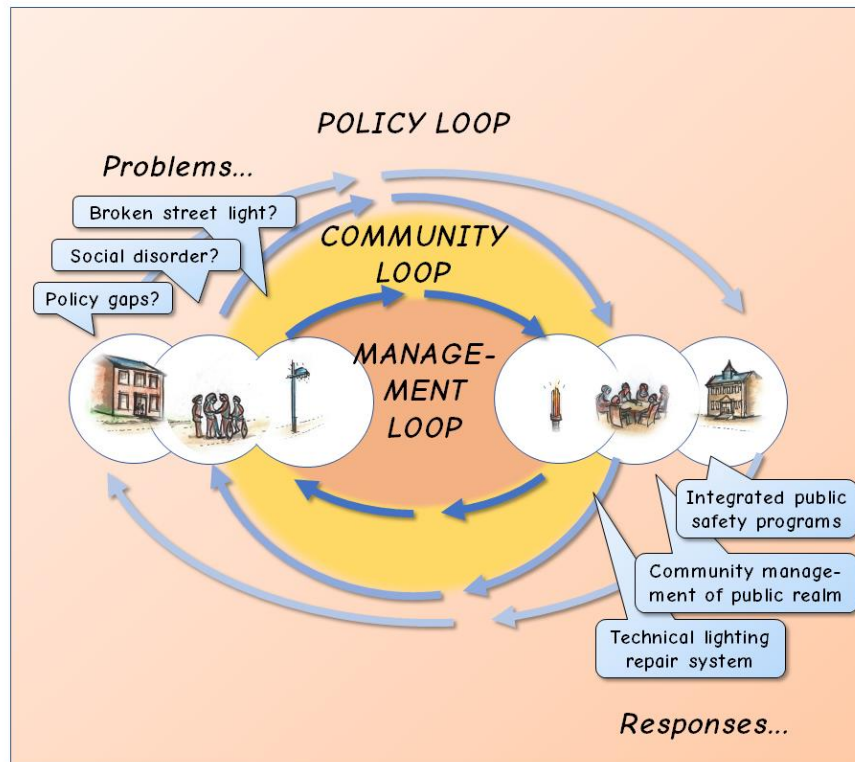 POLICY LOOP
Problems...
Broken street light?
Social disorder?
Policy gaps?
COMMUNITY
LOOP
MANAGE-
MENT
LOOP
Integrated public
safety programs
Community manage-
ment of public realm
Technical lighting
repair system
Responses...